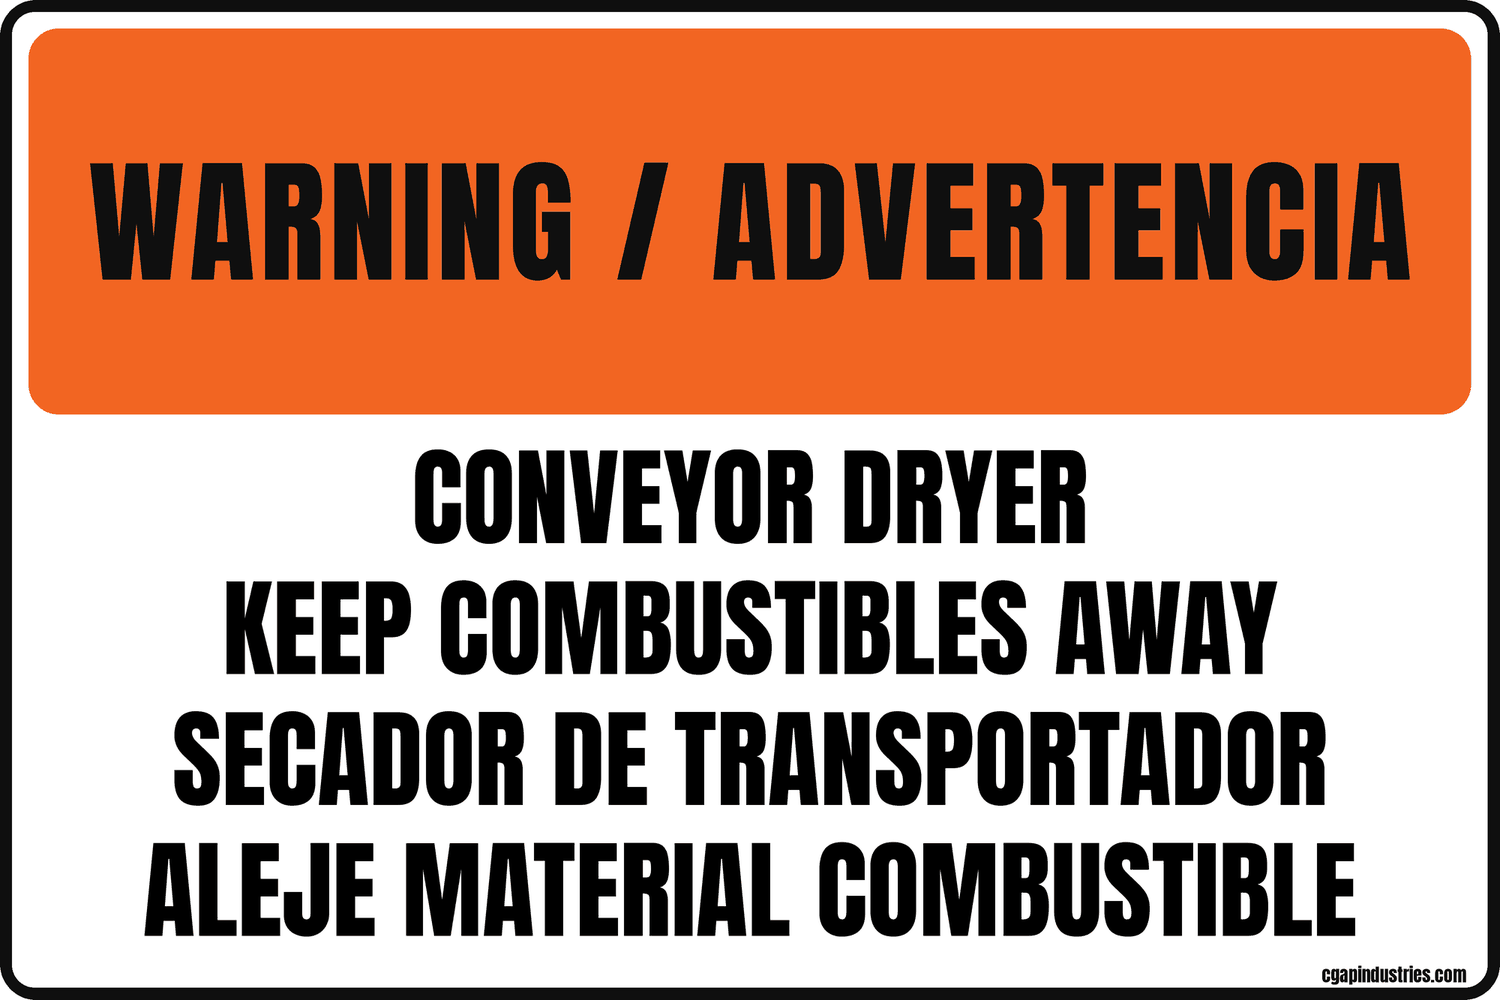 WARNING / ADVERTENCIA
CONVEYOR DRYER
KEEP COMBUSTIBLES AWAY
SECADOR DE TRANSPORTADOR
ALEJE MATERIAL COMBUSTIBLE
cgapindustries.com